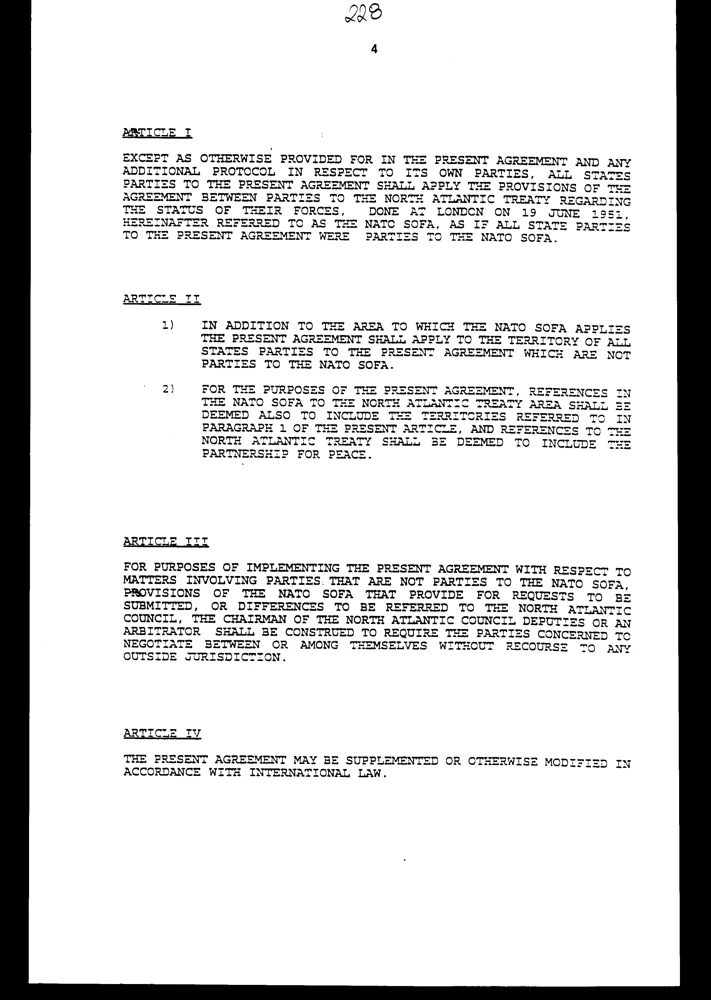 228
4
ARTICLE I
EXCEPT AS OTHERWISE PROVIDED FOR IN THE PRESENT AGREEMENT AND ANY
ADDITIONAL PROTOCOL IN RESPECT TO ITS OWN PARTIES, ALL STATES
PARTIES TO THE PRESENT AGREEMENT SHALL APPLY THE PROVISIONS OF THE
AGREEMENT BETWEEN PARTIES TO THE NORTH ATLANTIC TREATY REGARDING
THE STATUS OF THEIR FORCES, DONE AT LONDON ON 19 JUNE 1951,
HEREINAFTER REFERRED TO AS THE NATO SOFA, AS IF ALL STATE PARTIES
TO THE PRESENT AGREEMENT WERE PARTIES TO THE NATO SOFA.
ARTICLE II
1) IN ADDITION TO THE AREA TO WHICH THE NATO SOFA APPLIES
THE PRESENT AGREEMENT SHALL APPLY TO THE TERRITORY OF ALL
STATES PARTIES TO THE PRESENT AGREEMENT WHICH ARE NOT
PARTIES TO THE NATO SOFA.
2) FOR THE PURPOSES OF THE PRESENT AGREEMENT, REFERENCES IN
THE NATO SOFA TO THE NORTH ATLANTIC TREATY AREA SHALL BE
DEEMED ALSO TO INCLUDE THE TERRITORIES REFERRED TO IN
PARAGRAPH 1 OF THE PRESENT ARTICLE, AND REFERENCES TO THE
NORTH ATLANTIC TREATY SHALL BE DEEMED TO INCLUDE THE
PARTNERSHIP FOR PEACE.
ARTICLE III
FOR PURPOSES OF IMPLEMENTING THE PRESENT AGREEMENT WITH RESPECT TO
MATTERS INVOLVING PARTIES THAT ARE NOT PARTIES TO THE NATO SOFA,
PROVISIONS OF THE NATO SOFA THAT PROVIDE FOR REQUESTS TO BE
SUBMITTED, OR DIFFERENCES TO BE REFERRED TO THE NORTH ATLANTIC
COUNCIL, THE CHAIRMAN OF THE NORTH ATLANTIC COUNCIL DEPUTIES OR AN
ARBITRATOR SHALL BE CONSTRUED TO REQUIRE THE PARTIES CONCERNED TO
NEGOTIATE BETWEEN OR AMONG THEMSELVES WITHOUT RECOURSE TO ANY
OUTSIDE JURISDICTION.
ARTICLE IV
THE PRESENT AGREEMENT MAY BE SUPPLEMENTED OR OTHERWISE MODIFIED IN
ACCORDANCE WITH INTERNATIONAL LAW.